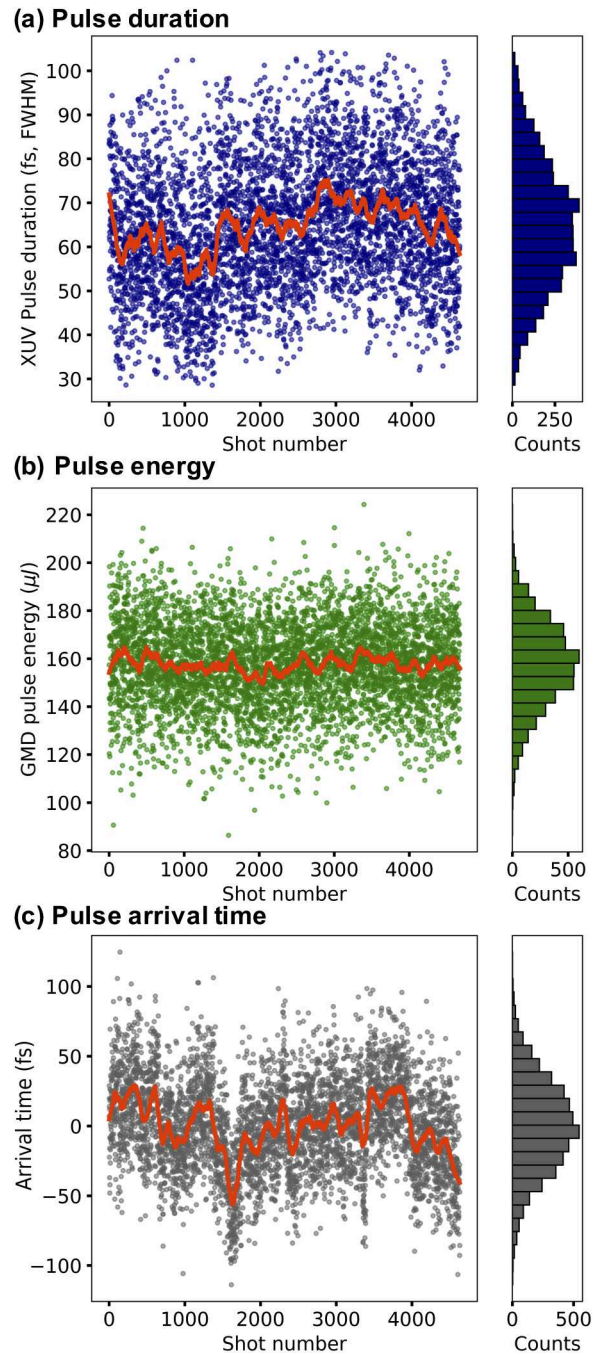 (a) Pulse duration
XUV Pulse duration (fs, FWHM)
100
90
80
70
60
50
40
30
0 1000 2000 3000 4000
Shot number
0 250
Counts
(b) Pulse energy
GMD pulse energy (μJ)
220
200
180
160
140
120
100
80
0 1000 2000 3000 4000
Shot number
0 500
Counts
(c) Pulse arrival time
Arrival time (fs)
100
50
0
−50
−100
0 1000 2000 3000 4000
Shot number
0 500
Counts